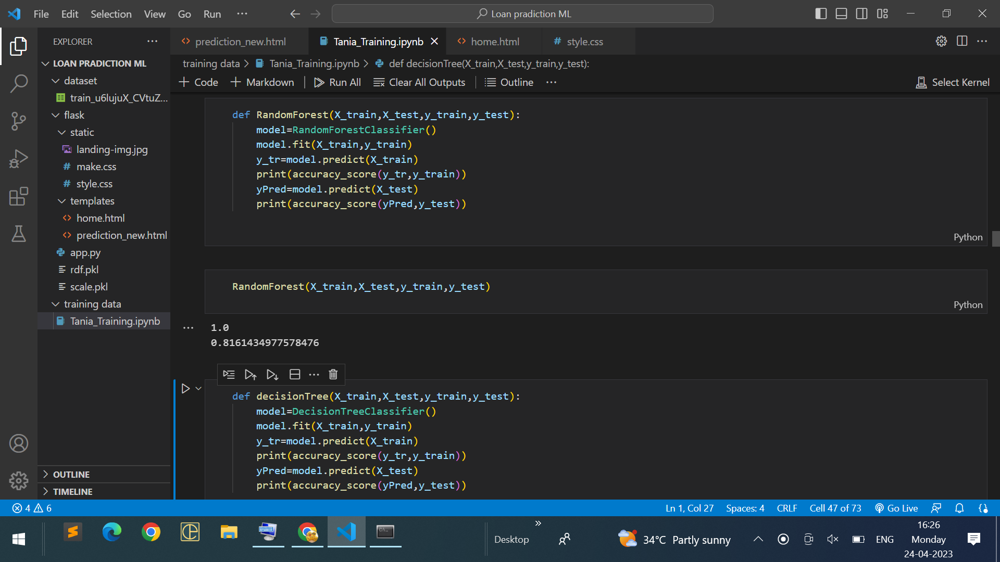 File Edit Selection View Go Run ··· Loan pradiction ML
EXPLORER ···
prediction_new.html Tania_Training.ipynb home.html # style.css
LOAN PRADICTION ML
dataset
train_u6lujuX_CVtuZ...
flask
static
landing-img.jpg
# make.css
# style.css
templates
home.html
prediction_new.html
app.py
rdf.pkl
scale.pkl
training data
Tania_Training.ipynb
OUTLINE
TIMELINE
training data > Tania_Training.ipynb > def decisionTree(X_train,X_test,y_train,y_test):
+ Code + Markdown Run All Clear All Outputs Outline ··· Select Kernel
def RandomForest(X_train,X_test,y_train,y_test):
model=RandomForestClassifier()
model.fit(X_train,y_train)
y_tr=model.predict(X_train)
print(accuracy_score(y_tr,y_train))
yPred=model.predict(X_test)
print(accuracy_score(yPred,y_test))
Python
RandomForest(X_train,X_test,y_train,y_test)
Python
1.0
0.8161434977578476
def decisionTree(X_train,X_test,y_train,y_test):
model=DecisionTreeClassifier()
model.fit(X_train,y_train)
y_tr=model.predict(X_train)
print(accuracy_score(y_tr,y_train))
yPred=model.predict(X_test)
print(accuracy_score(yPred,y_test))
4 6 Ln 1, Col 27 Spaces: 4 CRLF Cell 47 of 73 Go Live
Desktop 34°C Partly sunny ENG
16:26
Monday
24-04-2023